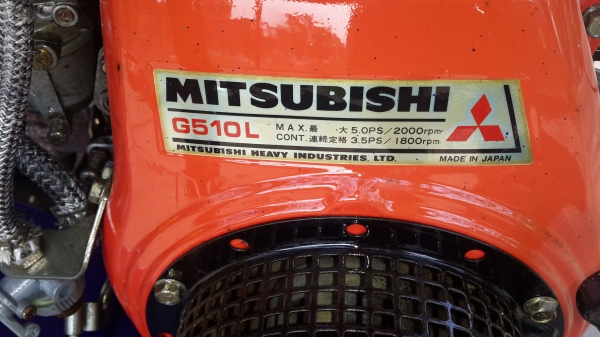 MITSUBISHI
G510L
MAX.最 大 5.0PS/2000rpm
CONT.連続定格 3.5PS/1800rpm
MITSUBISHI HEAVY INDUSTRIES, LTD.
MADE IN JAPAN